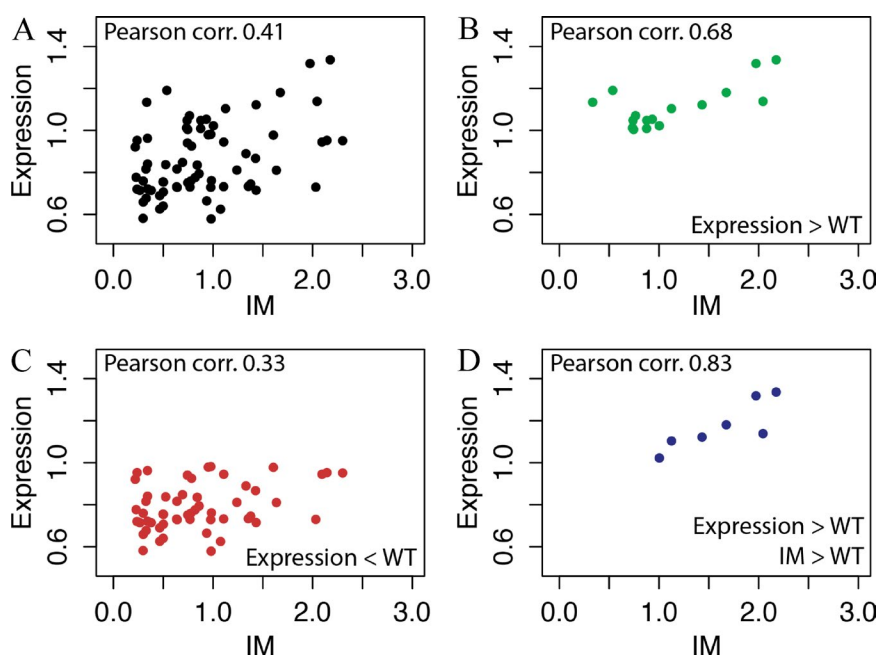 A
Pearson corr. 0.41
Expression
1.4
1.0
0.6
0.0 1.0 2.0 3.0
IM
B
Pearson corr. 0.68
Expression
1.4
1.0
0.6
Expression > WT
0.0 1.0 2.0 3.0
IM
C
Pearson corr. 0.33
Expression
1.4
1.0
0.6
Expression < WT
0.0 1.0 2.0 3.0
IM
D
Pearson corr. 0.83
Expression
1.4
1.0
0.6
Expression > WT
IM > WT
0.0 1.0 2.0 3.0
IM